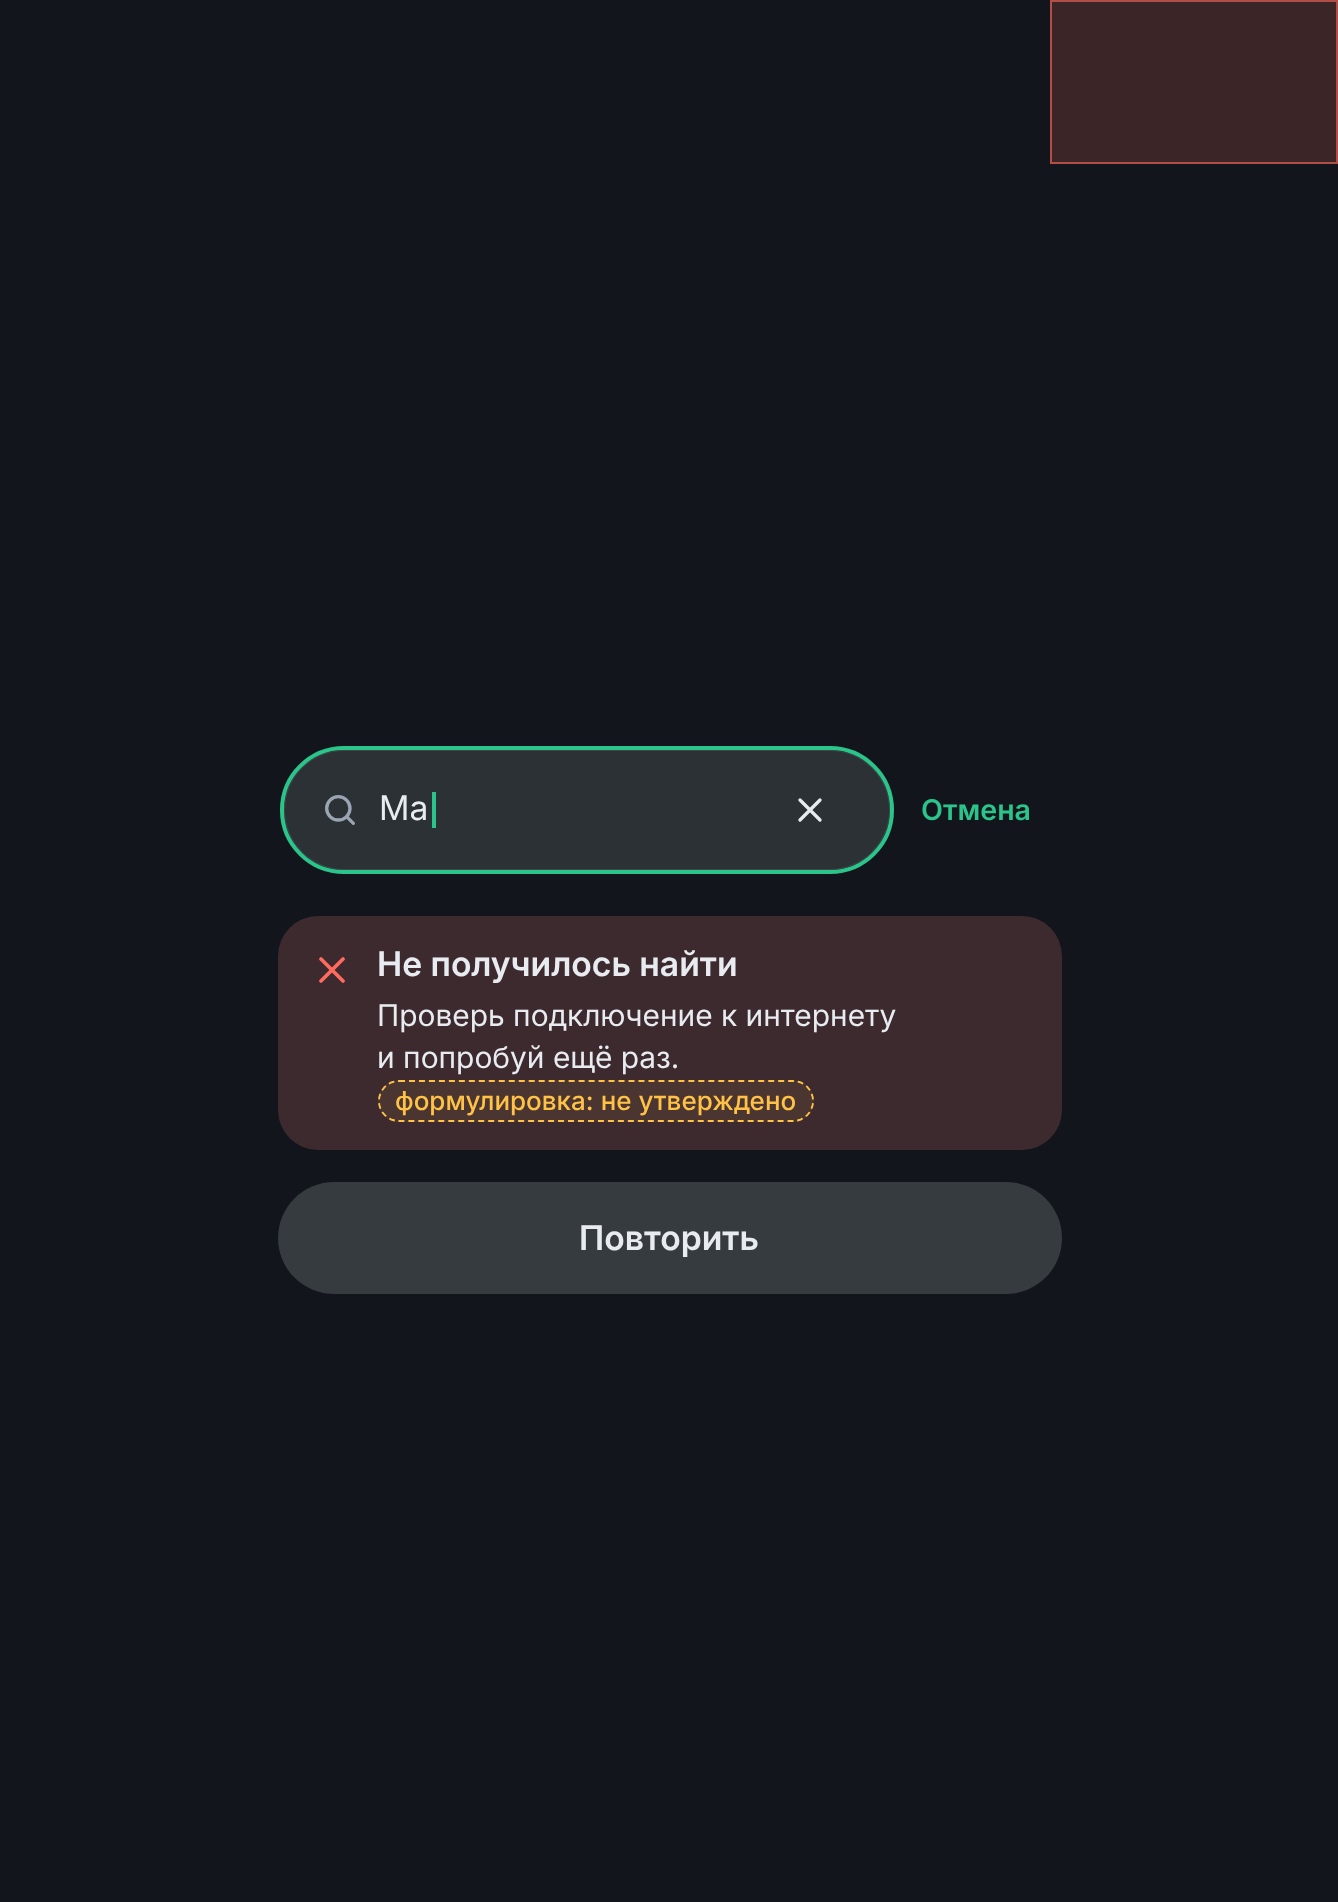 Ма
Отмена
Не получилось найти
Проверь подключение к интернету
и попробуй ещё раз.
формулировка: не утверждено
Повторить